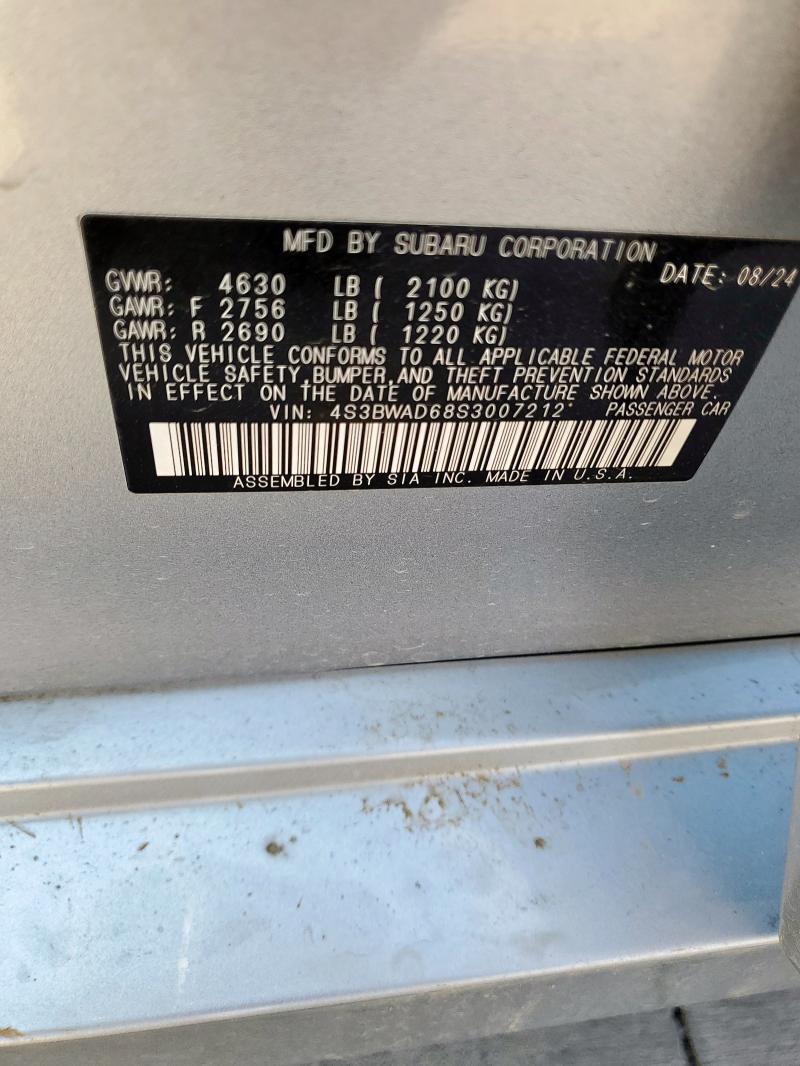 MFD BY SUBARU CORPORATION
DATE: 08/24
GVWR: 4630 LB ( 2100 KG)
GAWR: F 2756 LB ( 1250 KG)
GAWR: R 2690 LB ( 1220 KG)
THIS VEHICLE CONFORMS TO ALL APPLICABLE FEDERAL MOTOR
VEHICLE SAFETY, BUMPER, AND THEFT PREVENTION STANDARDS
IN EFFECT ON THE DATE OF MANUFACTURE SHOWN ABOVE.
VIN: 4S3BWAD68S3007212* PASSENGER CAR
ASSEMBLED BY SIA INC. MADE IN U.S.A.